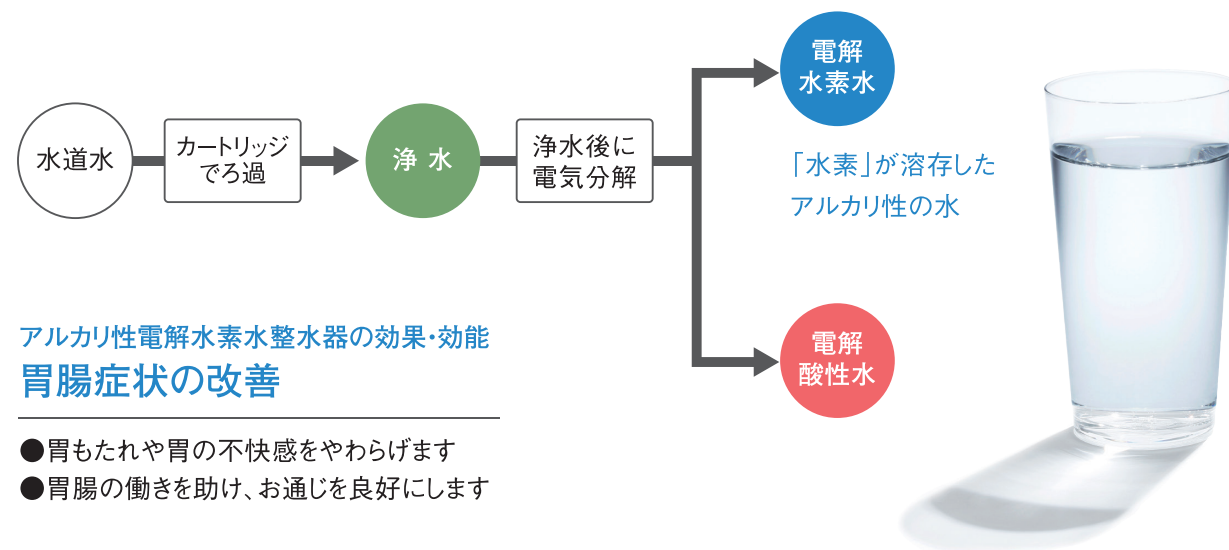 水道水
カートリッジ
でろ過
浄 水
浄水後に
電気分解
電解
水素水
「水素」が溶存した
アルカリ性の水
電解
酸性水
アルカリ性電解水素水整水器の効果・効能
胃腸症状の改善
●胃もたれや胃の不快感をやわらげます
●胃腸の働きを助け、お通じを良好にします